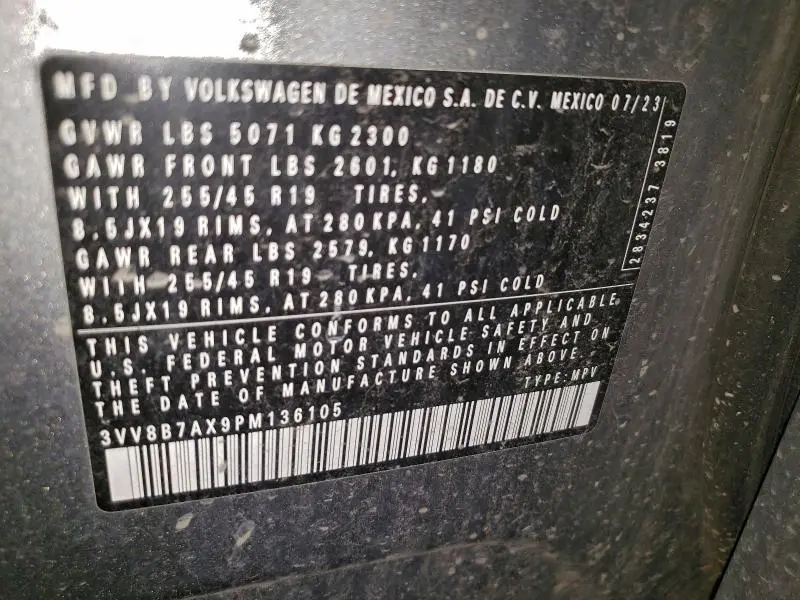 MFD BY VOLKSWAGEN DE MEXICO S.A. DE C.V. MEXICO 07/23
GVWR LBS 5071 KG 2300
GAWR FRONT LBS 2601, KG 1180
WITH 255/45 R19 TIRES,
8.5JX19 RIMS, AT 280 KPA, 41 PSI COLD
GAWR REAR LBS 2579, KG 1170
WITH 255/45 R19 TIRES,
8.5JX19 RIMS, AT 280 KPA, 41 PSI COLD
2834237 3819
THIS VEHICLE CONFORMS TO ALL APPLICABLE
U.S. FEDERAL MOTOR VEHICLE SAFETY AND
THEFT PREVENTION STANDARDS IN EFFECT ON
THE DATE OF MANUFACTURE SHOWN ABOVE
TYPE: MPV
3VV8B7AX9PM136105